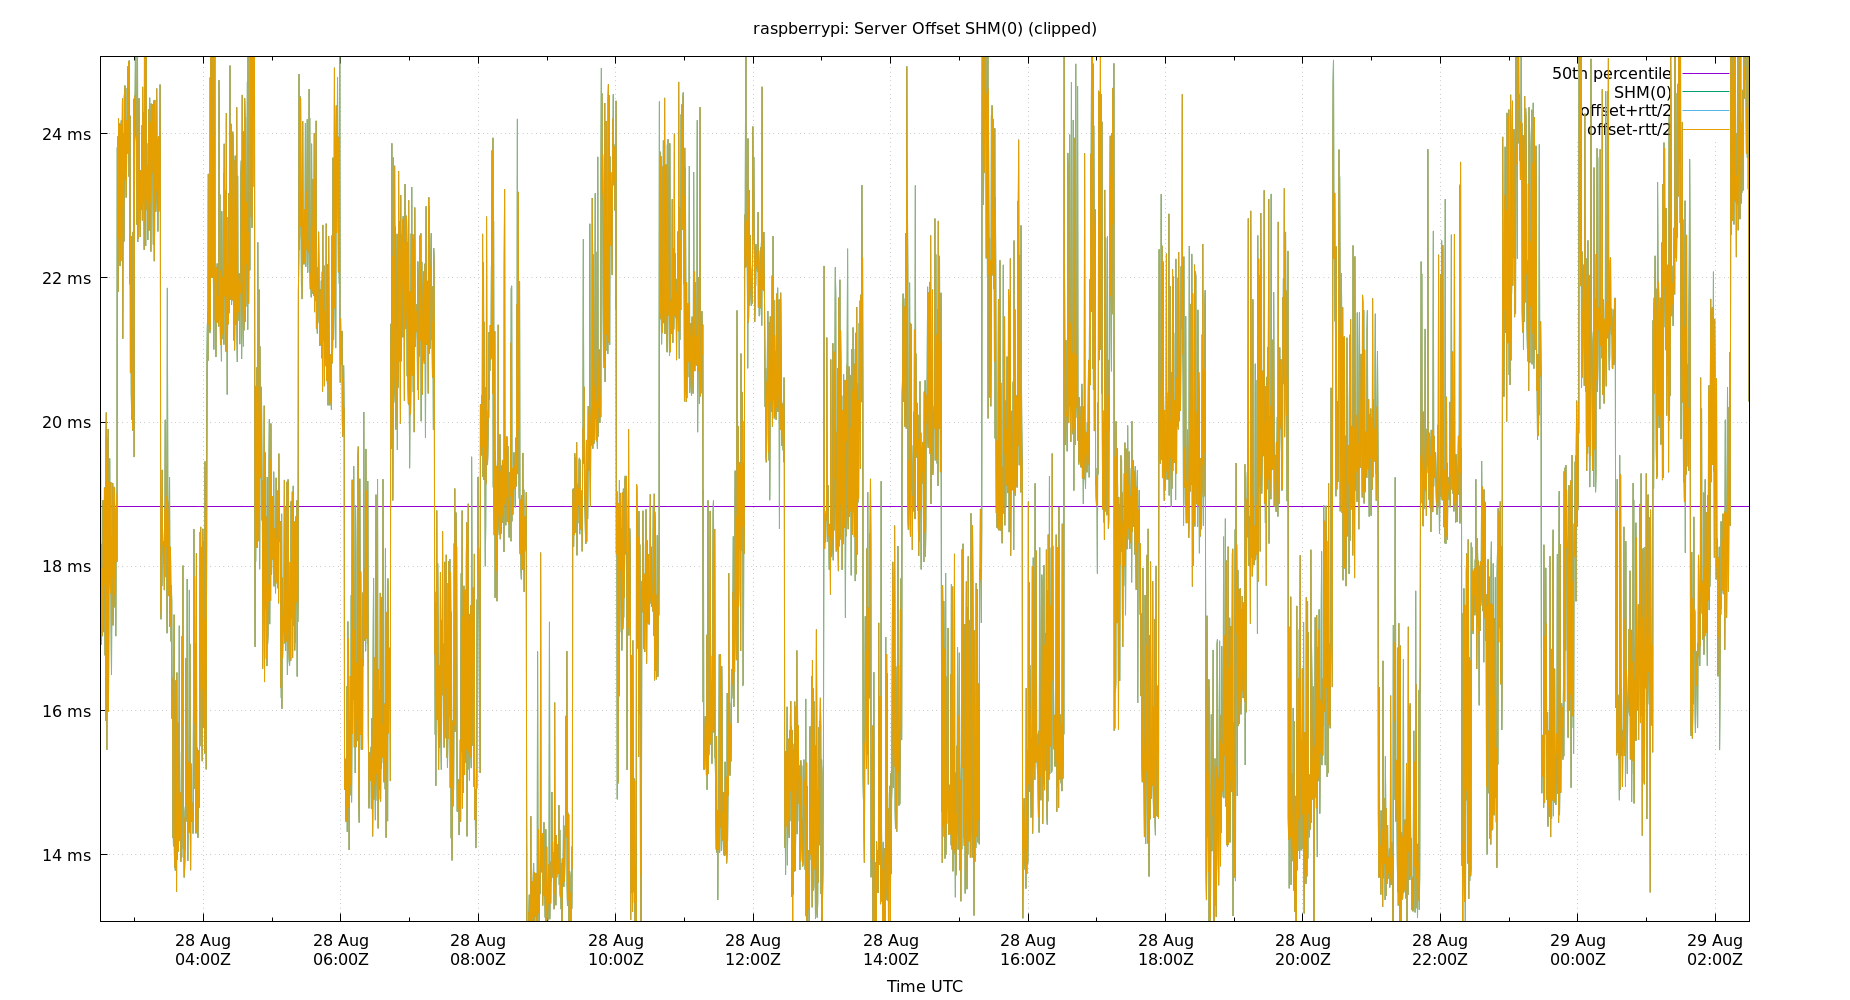 raspberrypi: Server Offset SHM(0) (clipped)
50th percentile
SHM(0)
offset+rtt/2
offset-rtt/2
24 ms
22 ms
20 ms
18 ms
16 ms
14 ms
28 Aug 28 Aug 28 Aug 28 Aug 28 Aug 28 Aug 28 Aug 28 Aug 28 Aug 28 Aug 29 Aug 29 Aug
04:00Z 06:00Z 08:00Z 10:00Z 12:00Z 14:00Z 16:00Z 18:00Z 20:00Z 22:00Z 00:00Z 02:00Z
Time UTC